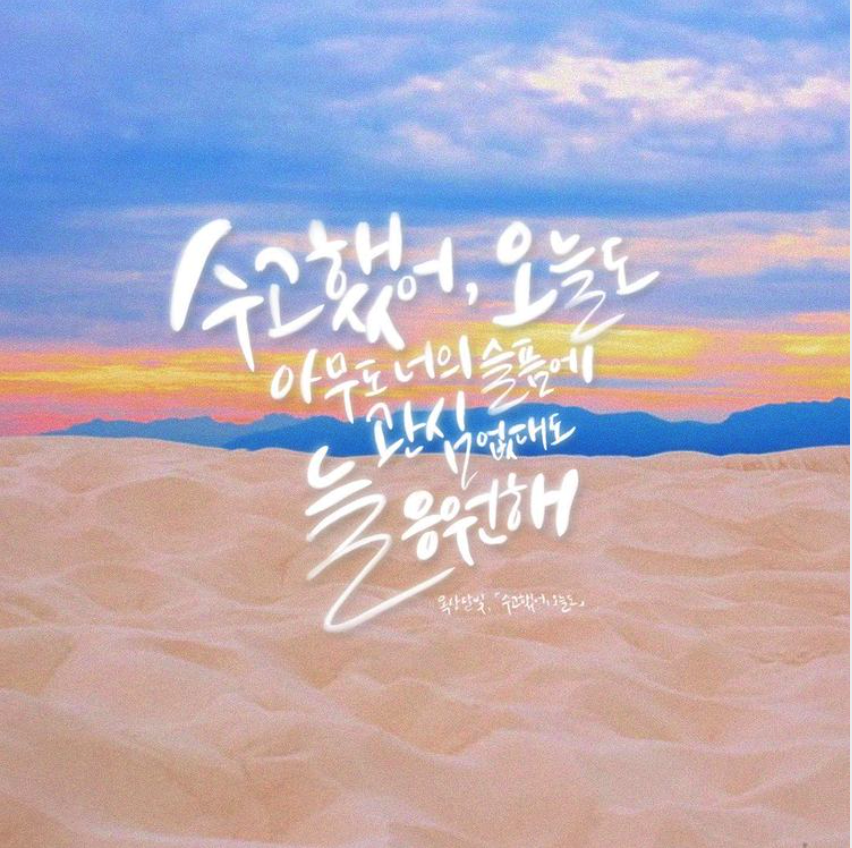 수고했어, 오늘도
아무도 너의 슬픔에
관심 없대도
늘 응원해
옥상달빛, 「수고했어, 오늘도」